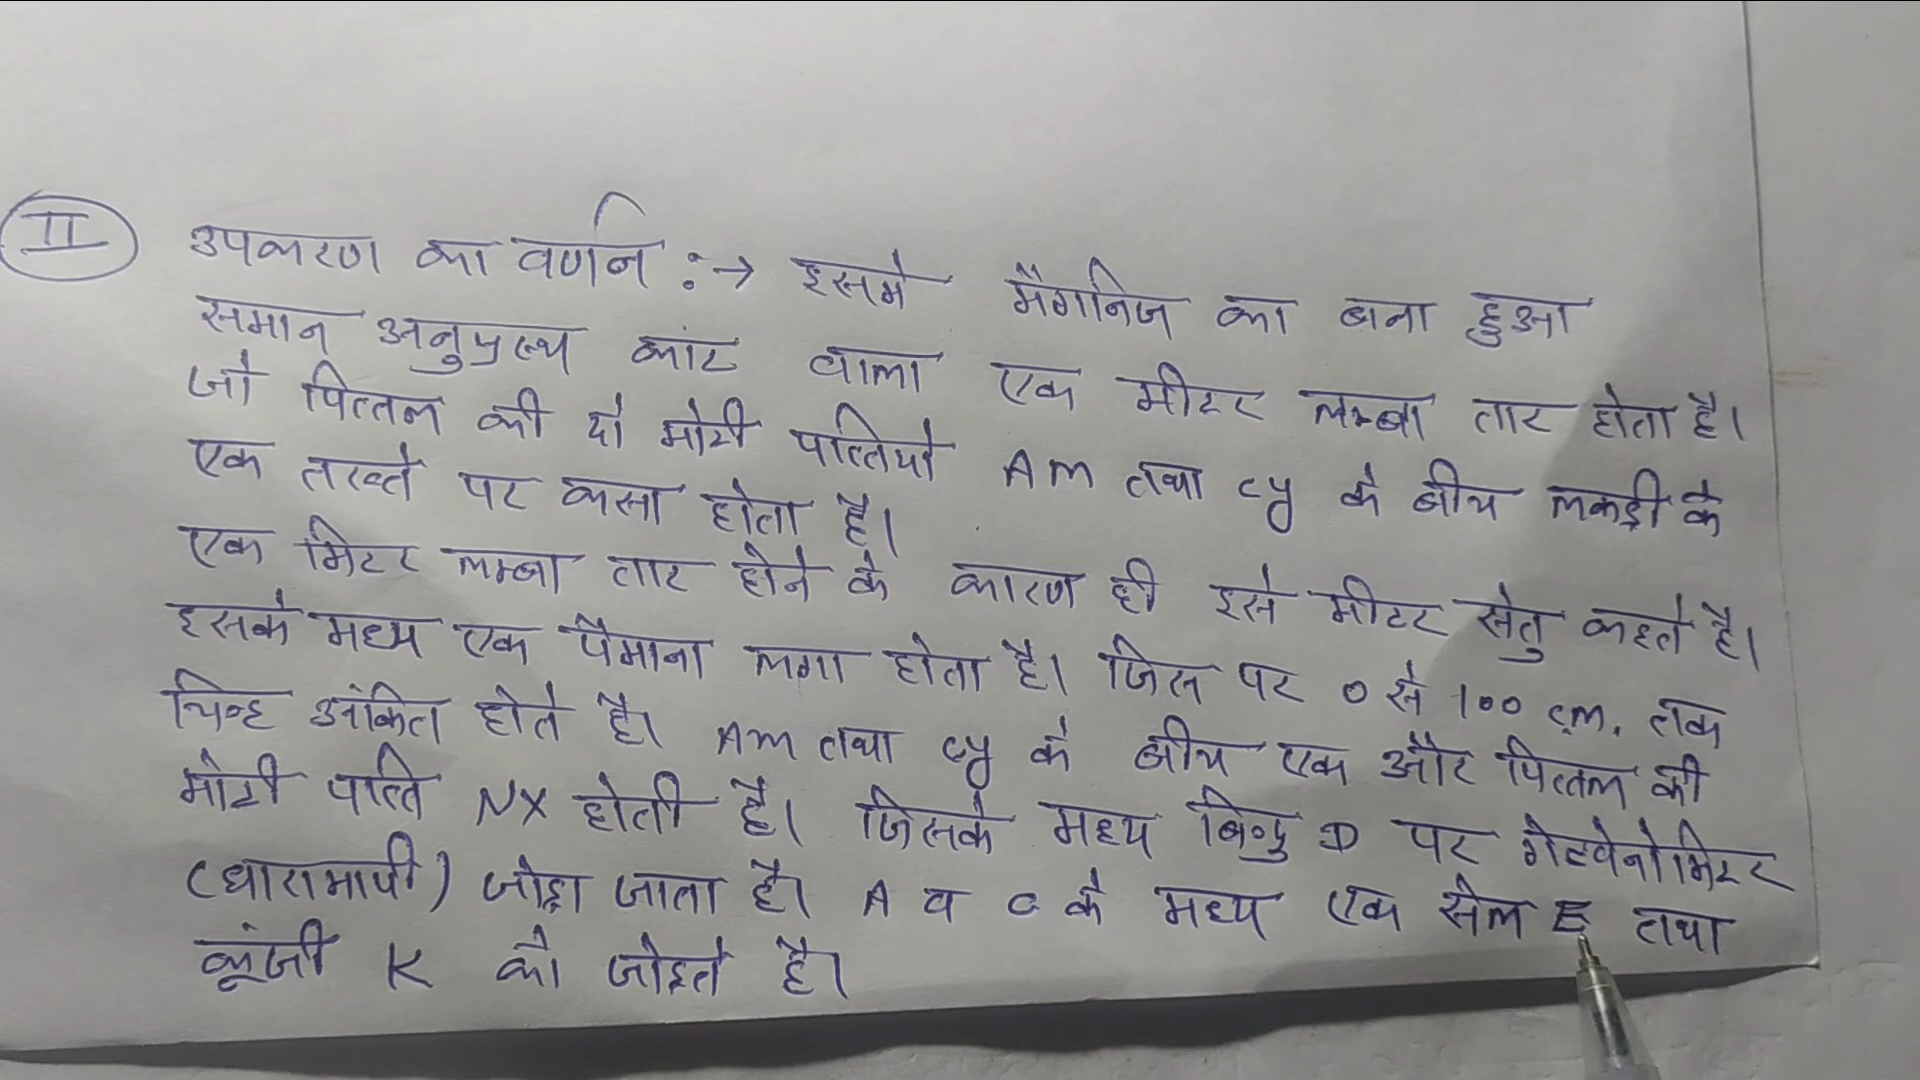 II उपकरण का वर्णन :→ इसमे मैगनिज का बना हुआ
समान अनुप्रस्थ कांट वाला एक मीटर लम्बा तार होता है।
जो पित्तल की दो मोटी पत्तियो AM तथा CY के बीच लकड़ी के
एक तख्ते पर कसा होता है।
एक मिटर लम्बा तार होने के कारण ही इसे मीटर सेतु कहते है।
इसके मध्य एक पैमाना लगा होता है। जिस पर 0 से 100 c.m. तक
चिन्ह अंकित होते है। AM तथा CY के बीच एक और पित्तल की
मोटी पत्ति NX होती है। जिसके मध्य बिन्दु D पर गेल्वेनोमिटर
(धारामापी) जोड़ा जाता है। A व C के मध्य एक सेल E तथा
कूंजी K को जोड़ते है।